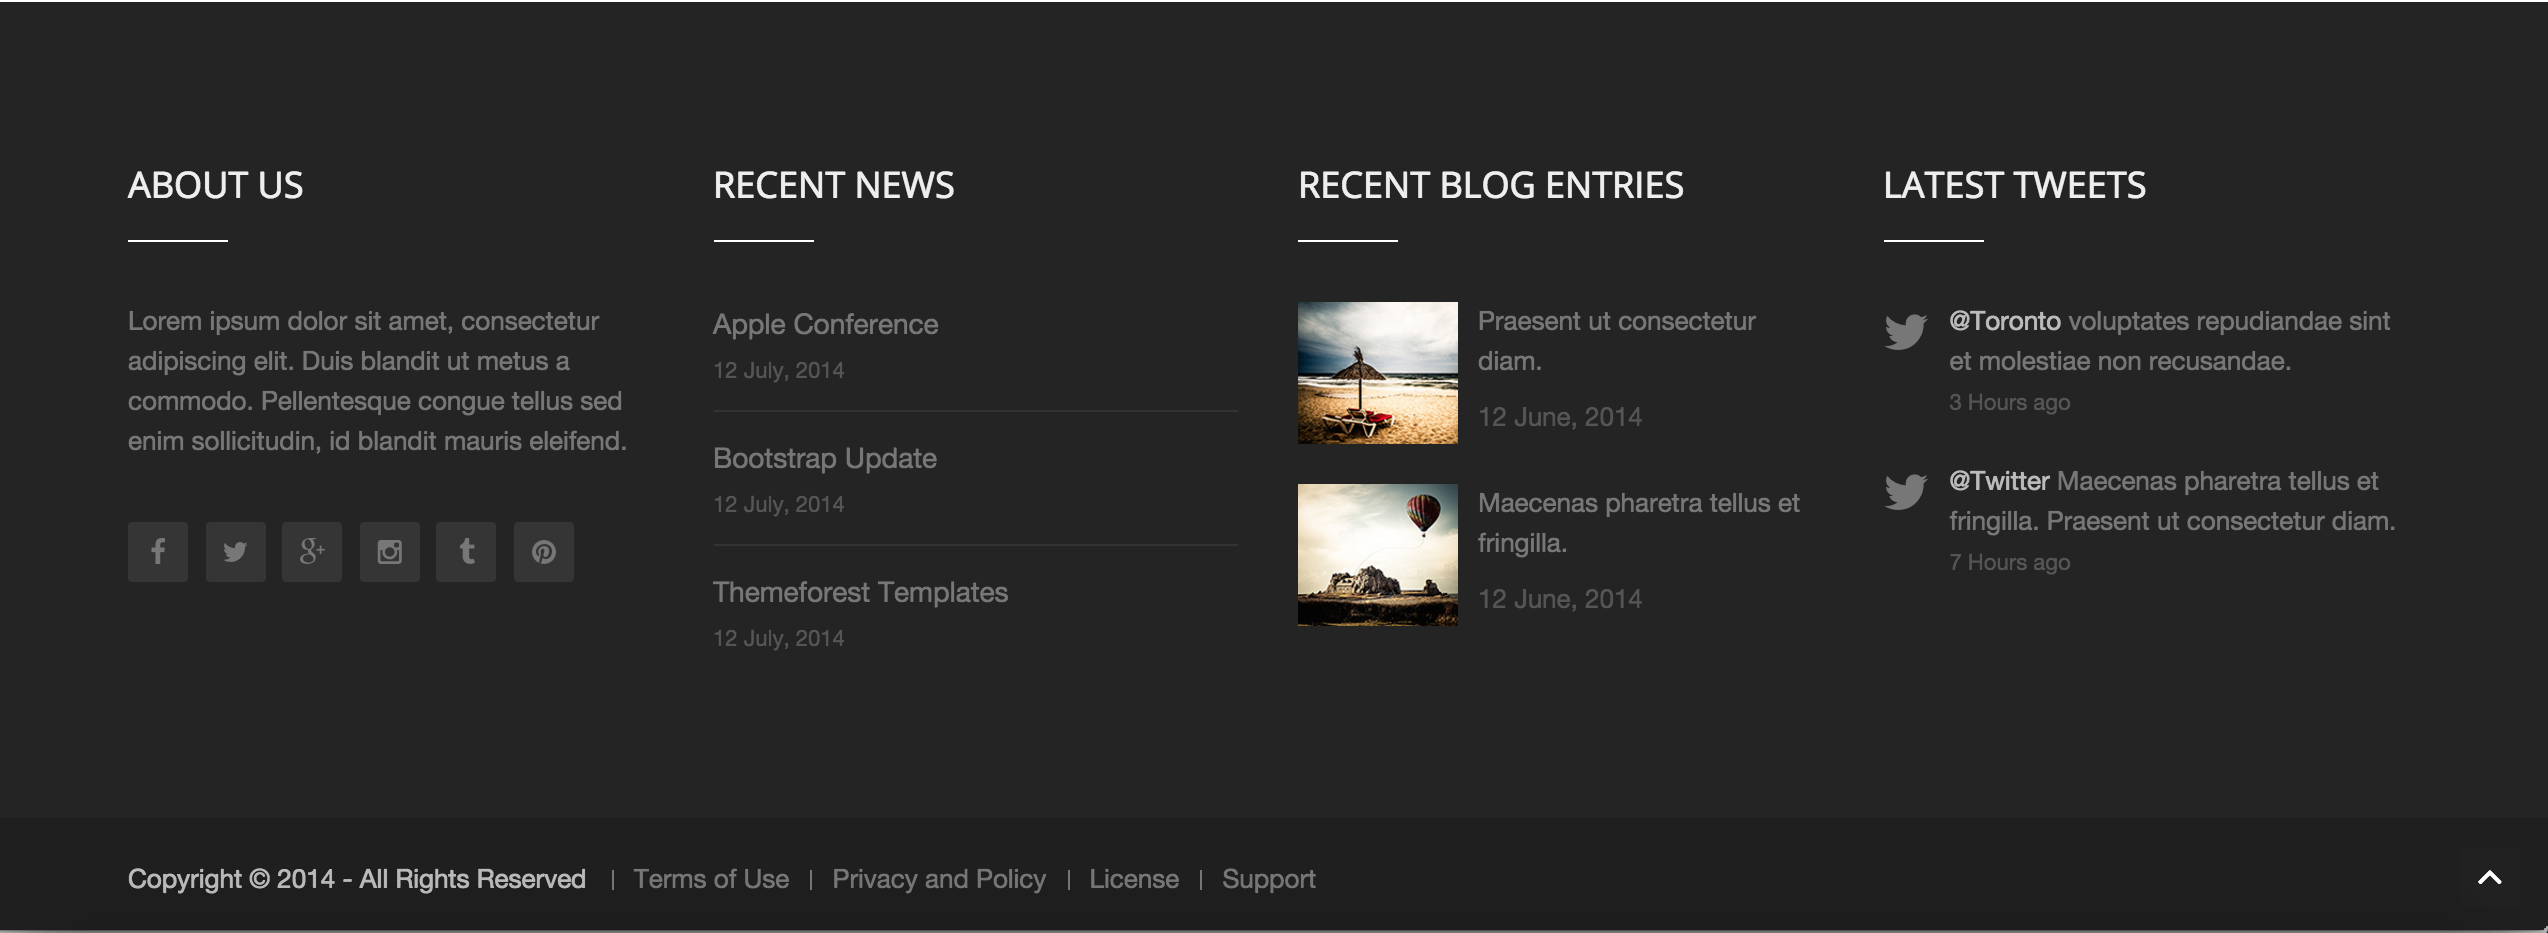 ABOUT US
Lorem ipsum dolor sit amet, consectetur
adipiscing elit. Duis blandit ut metus a
commodo. Pellentesque congue tellus sed
enim sollicitudin, id blandit mauris eleifend.
RECENT NEWS
Apple Conference
12 July, 2014
Bootstrap Update
12 July, 2014
Themeforest Templates
12 July, 2014
RECENT BLOG ENTRIES
Praesent ut consectetur
diam.
12 June, 2014
Maecenas pharetra tellus et
fringilla.
12 June, 2014
LATEST TWEETS
@Toronto voluptates repudiandae sint
et molestiae non recusandae.
3 Hours ago
@Twitter Maecenas pharetra tellus et
fringilla. Praesent ut consectetur diam.
7 Hours ago
Copyright © 2014 - All Rights Reserved | Terms of Use | Privacy and Policy | License | Support